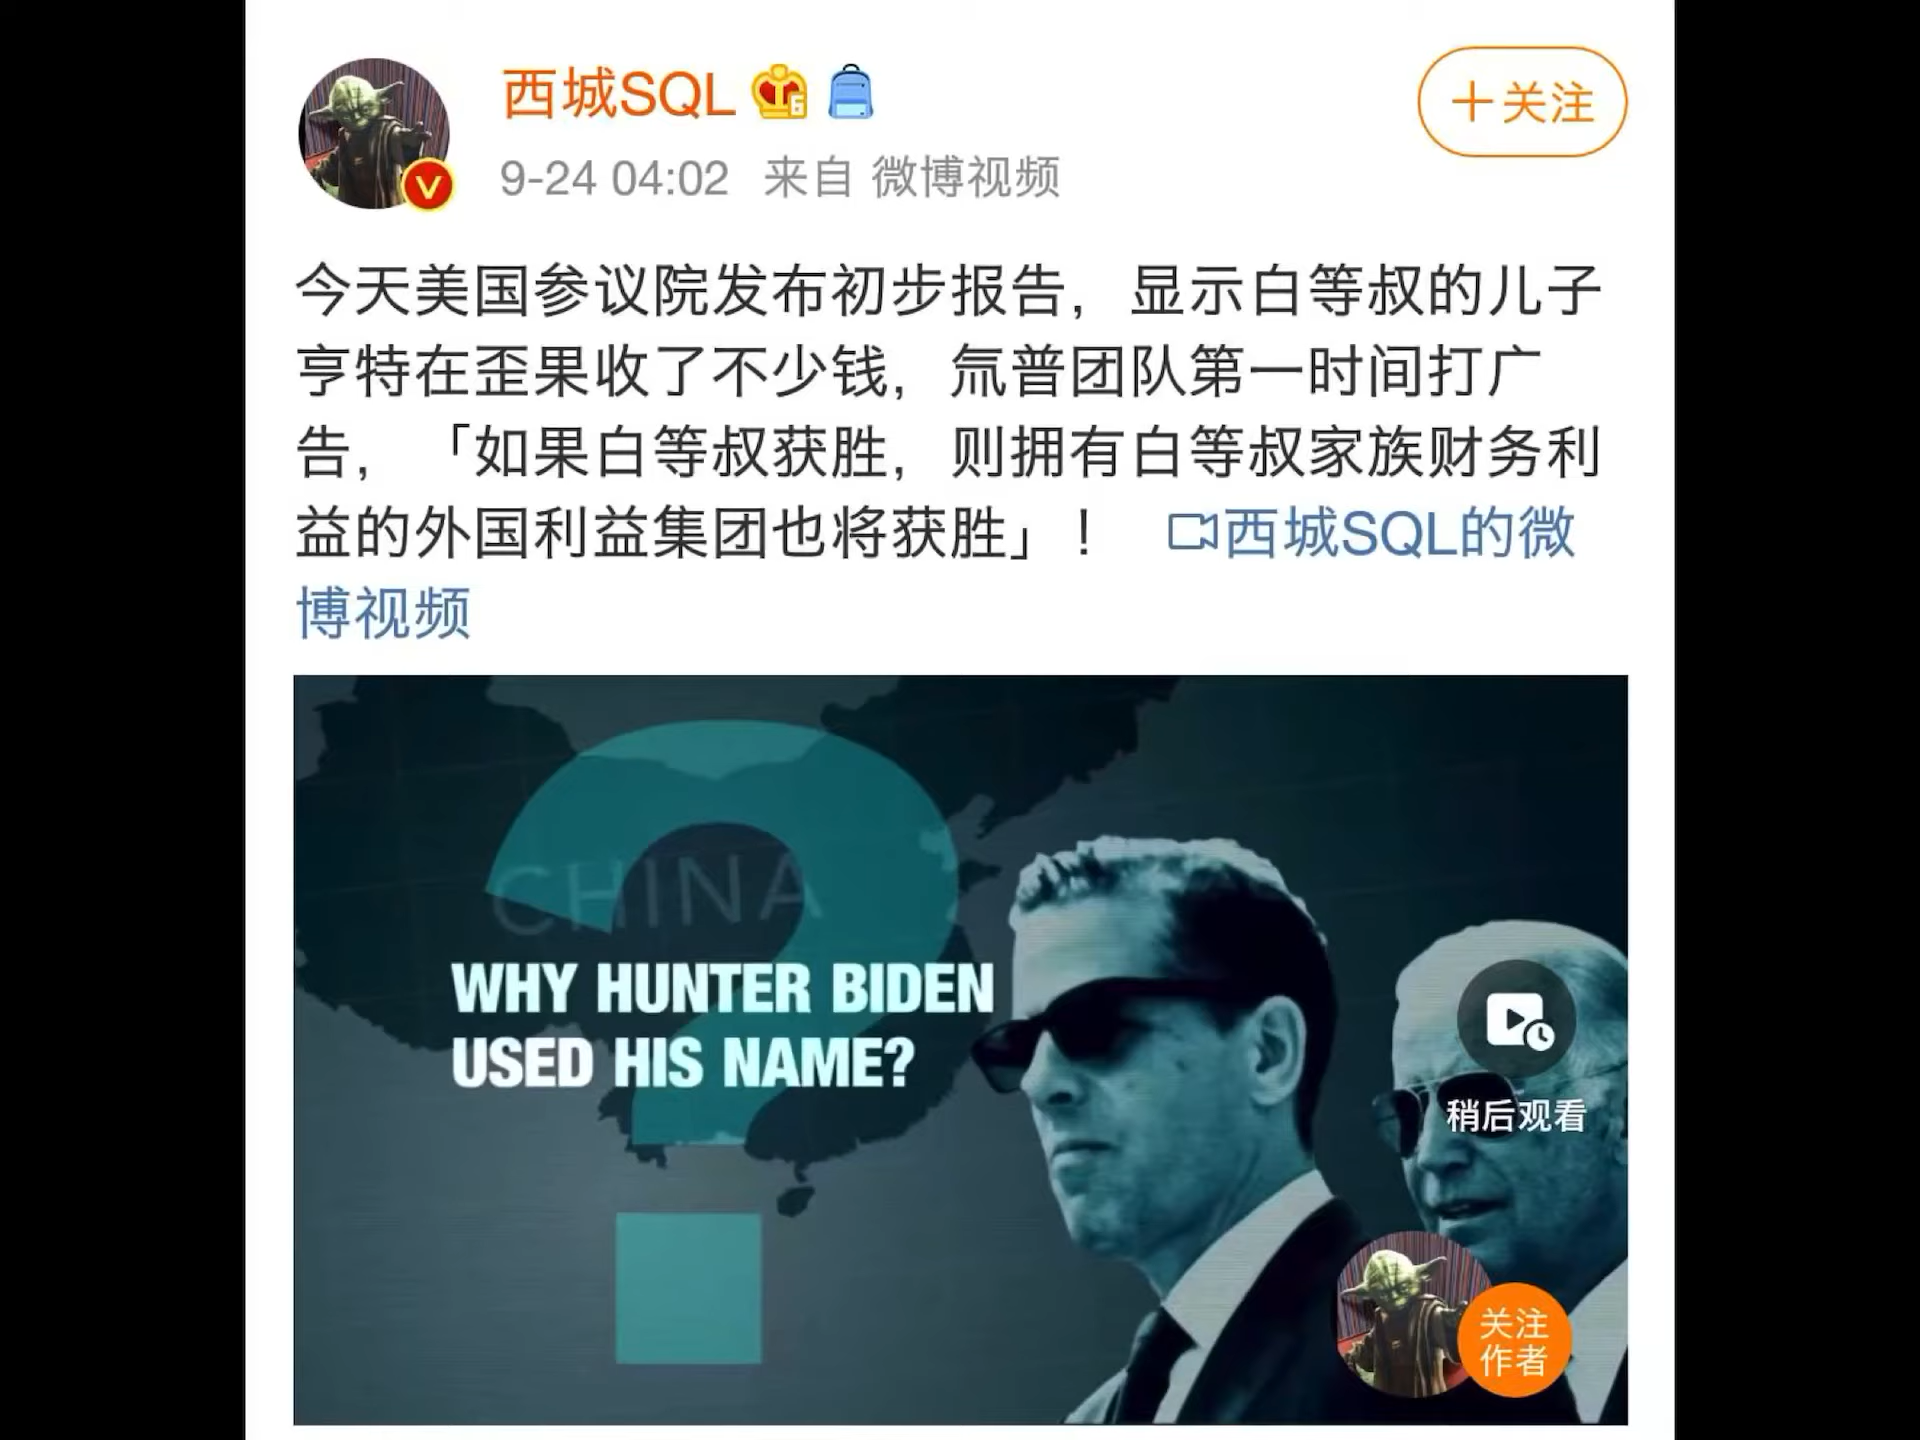 西城SQL
+关注
9-24 04:02 来自 微博视频
今天美国参议院发布初步报告，显示白等叔的儿子
亨特在歪果收了不少钱，氚普团队第一时间打广
告，「如果白等叔获胜，则拥有白等叔家族财务利
益的外国利益集团也将获胜」！ 西城SQL的微
博视频
CHINA
WHY HUNTER BIDEN
USED HIS NAME?
稍后观看
关注
作者